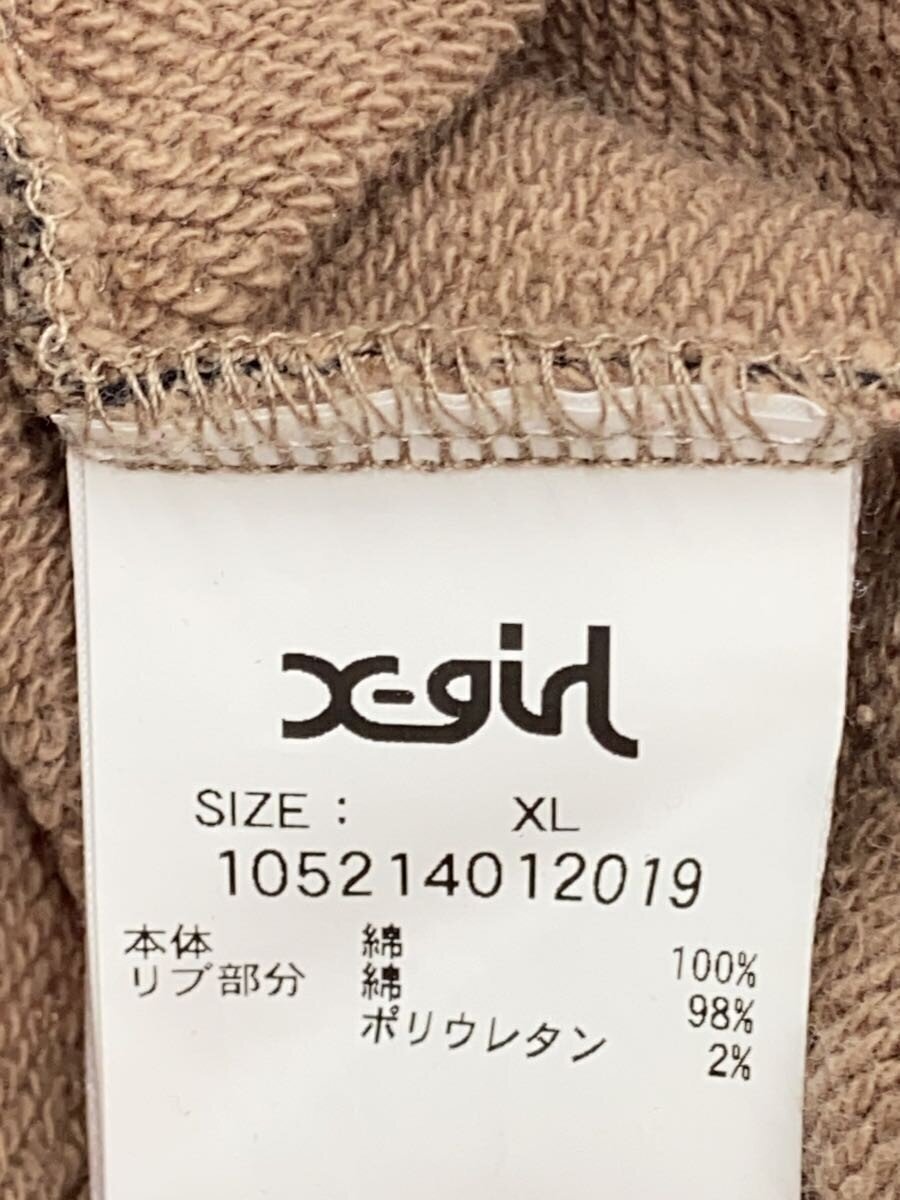 X-girl
SIZE : XL
105214012019
本体 綿 100%
リブ部分 綿 98%
ポリウレタン 2%